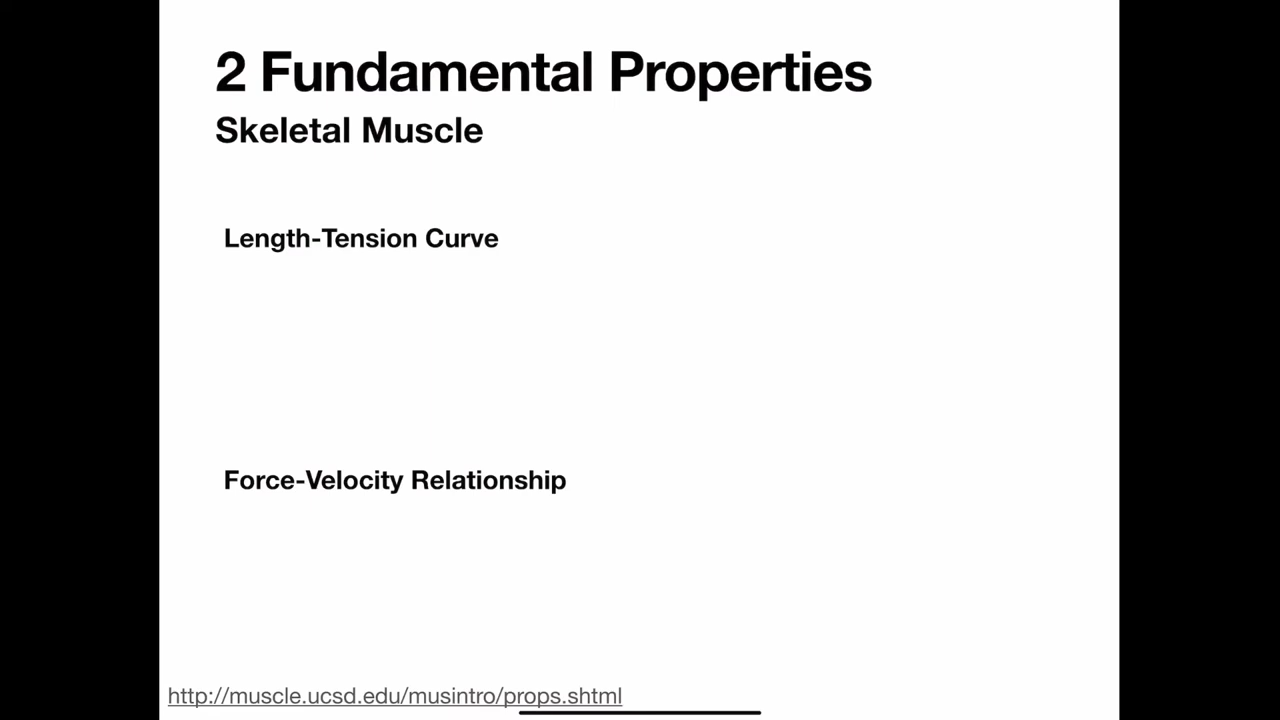 2 Fundamental Properties
Skeletal Muscle
Length-Tension Curve
Force-Velocity Relationship
http://muscle.ucsd.edu/musintro/props.shtml